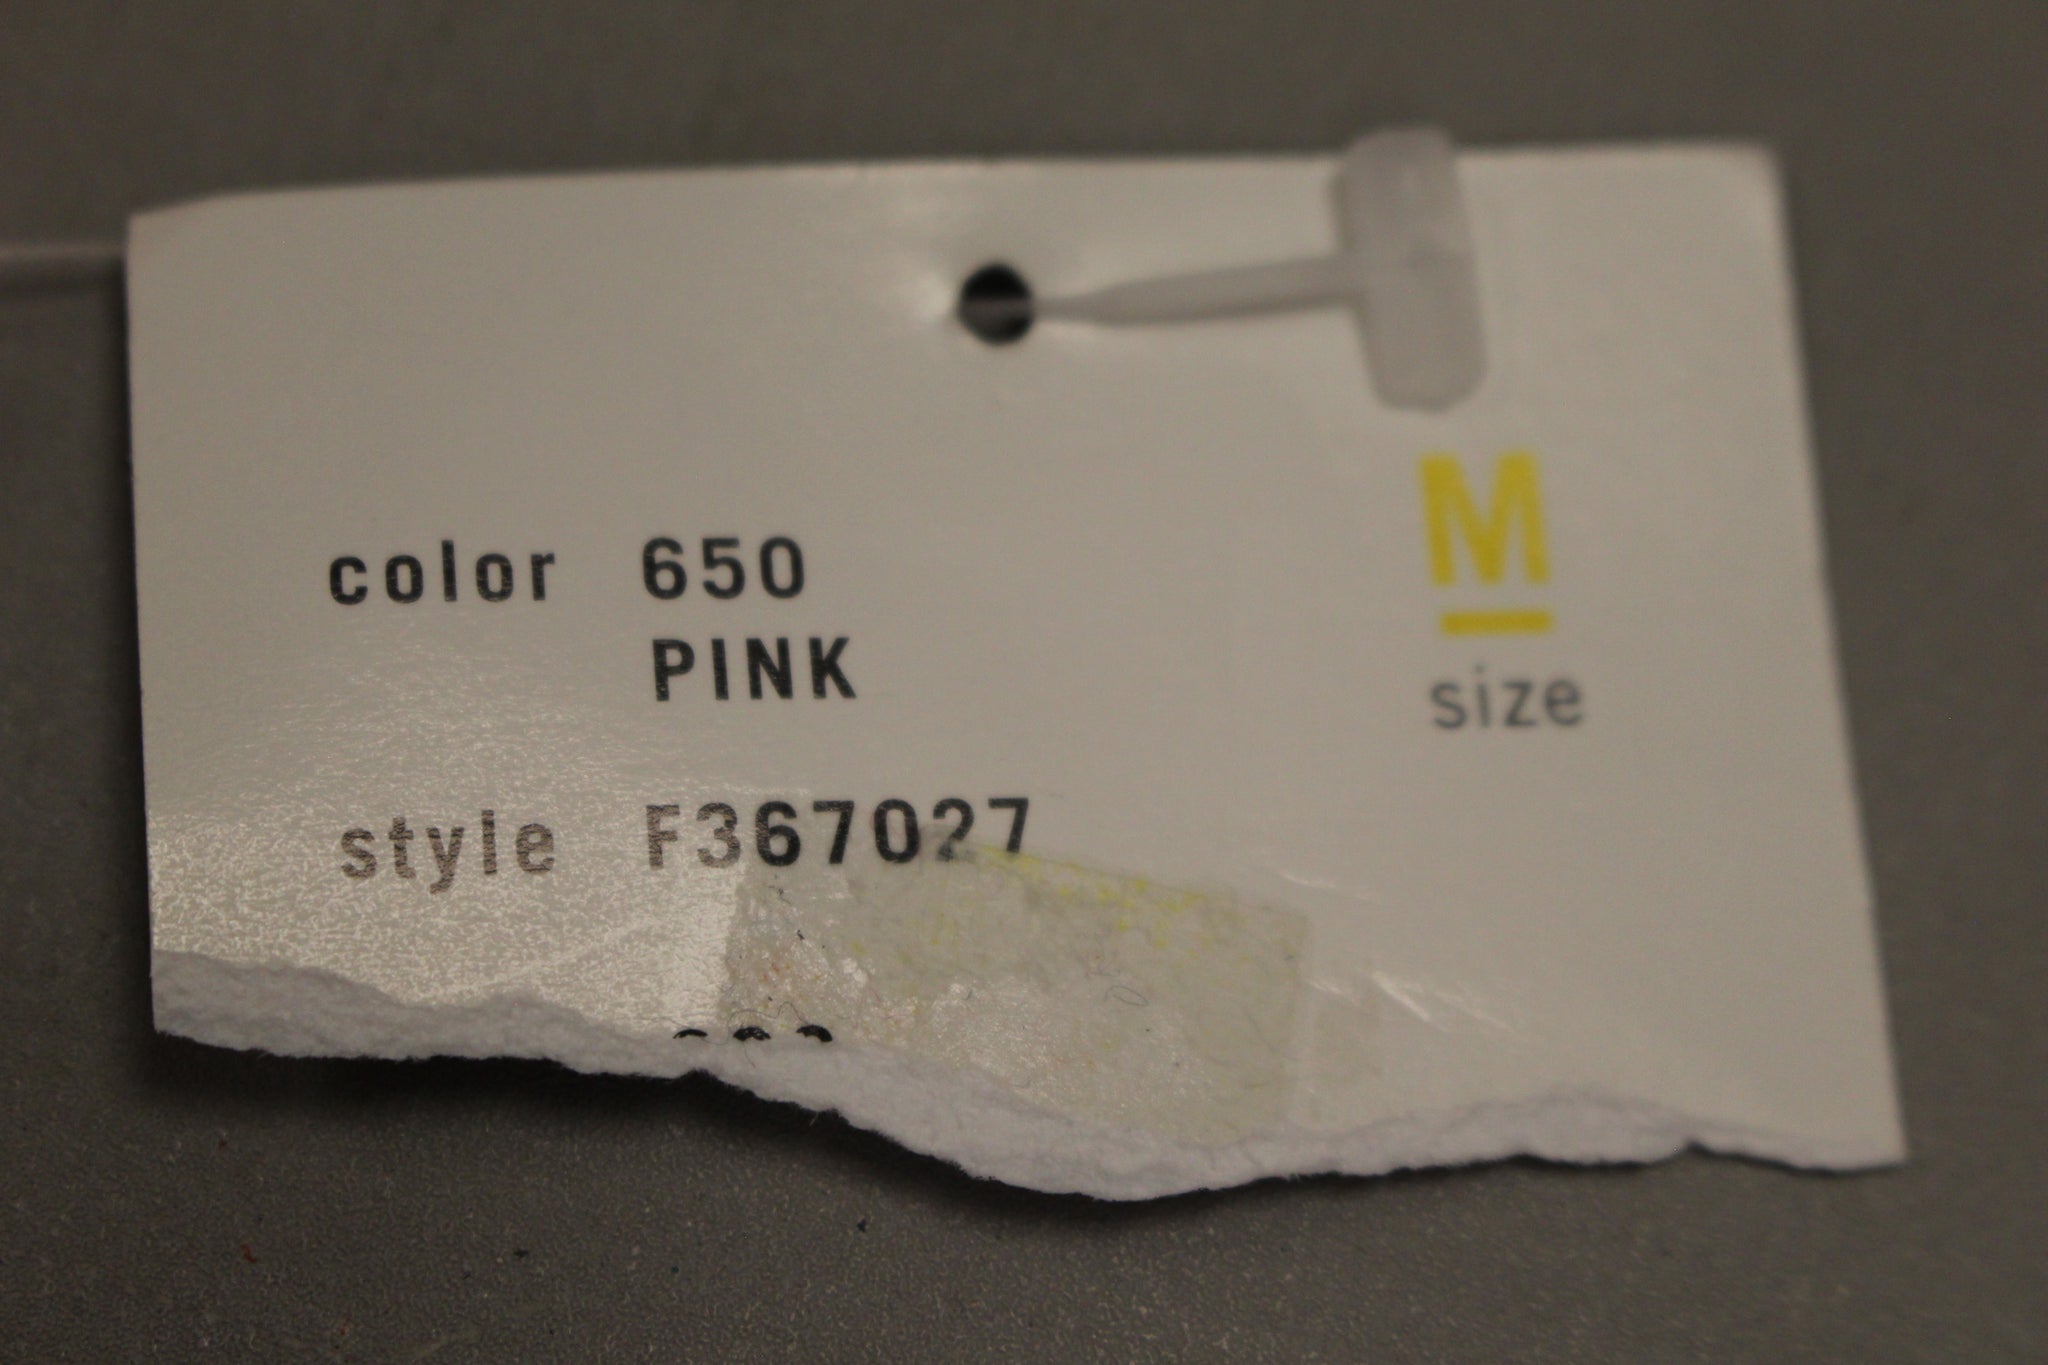 color 650
PINK
M
size
style F367027